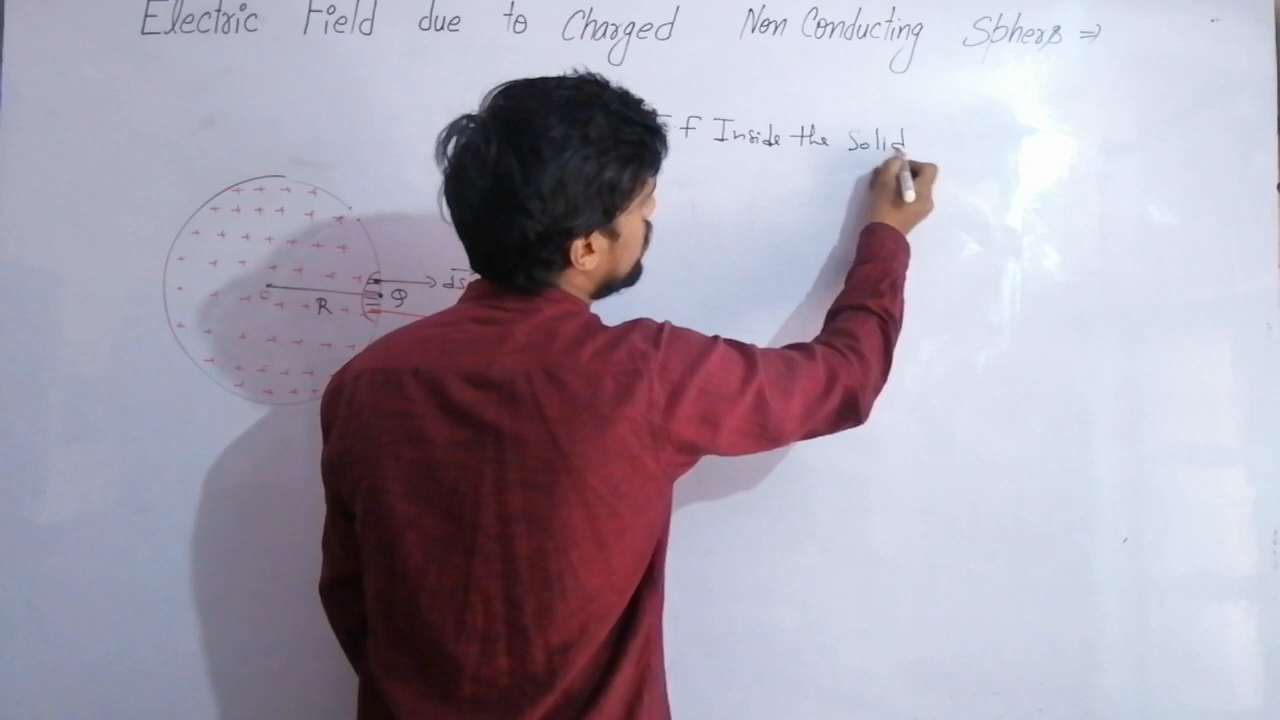 Electric Field due to Charged Non Conducting Sphere ⇒
E.F Inside the Solid
ds
R